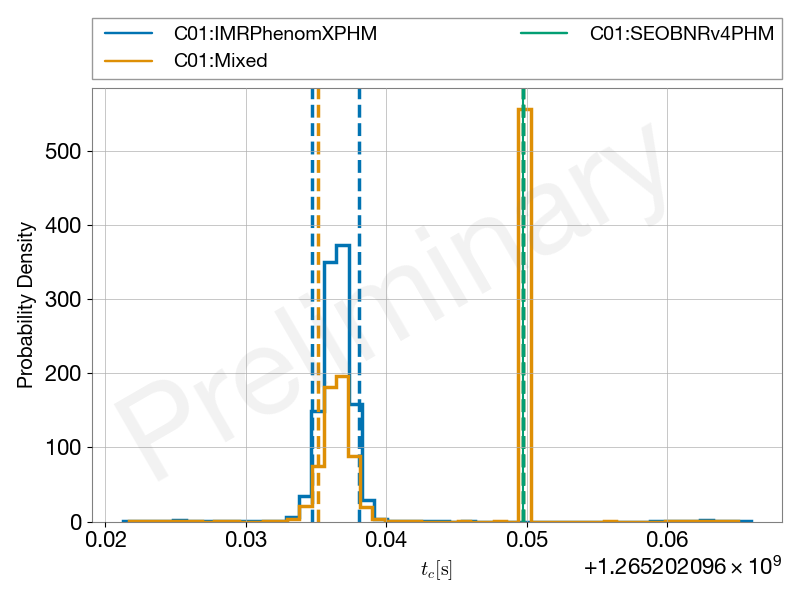 C01:IMRPhenomXPHM C01:SEOBNRv4PHM
C01:Mixed
Preliminary
Probability Density
500
400
300
200
100
0
0.02 0.03 0.04 0.05 0.06
t_c[s]
+1.265202096 × 10⁹